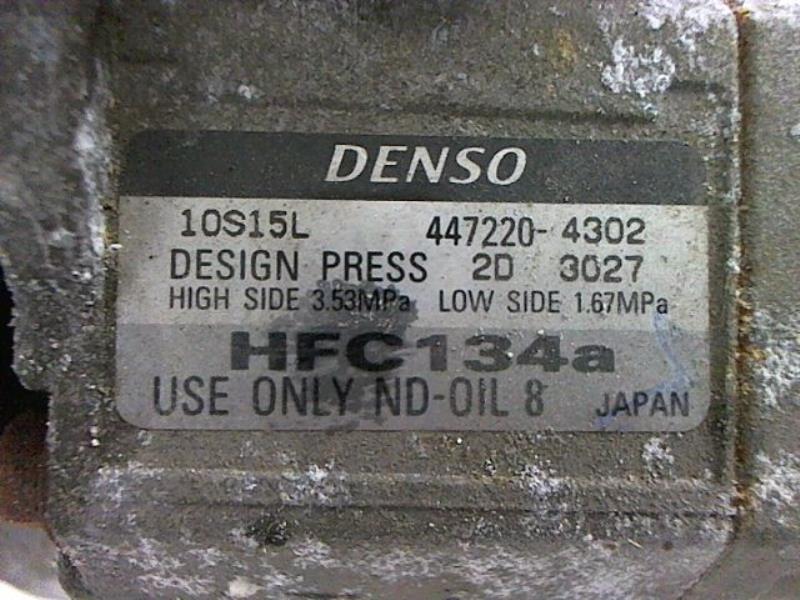 DENSO
10S15L 447220-4302
DESIGN PRESS 2D 3027
HIGH SIDE 3.53MPa LOW SIDE 1.67MPa
HFC134a
USE ONLY ND-OIL 8 JAPAN